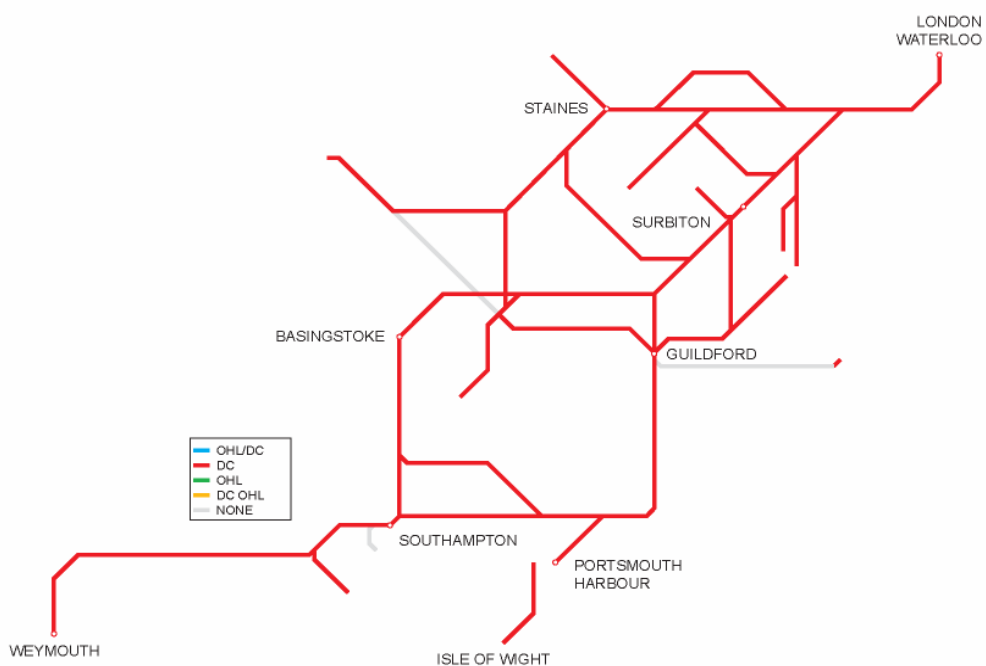 LONDON
WATERLOO
STAINES
SURBITON
BASINGSTOKE
GUILDFORD
OHL/DC
DC
OHL
DC OHL
NONE
SOUTHAMPTON
PORTSMOUTH
HARBOUR
WEYMOUTH
ISLE OF WIGHT